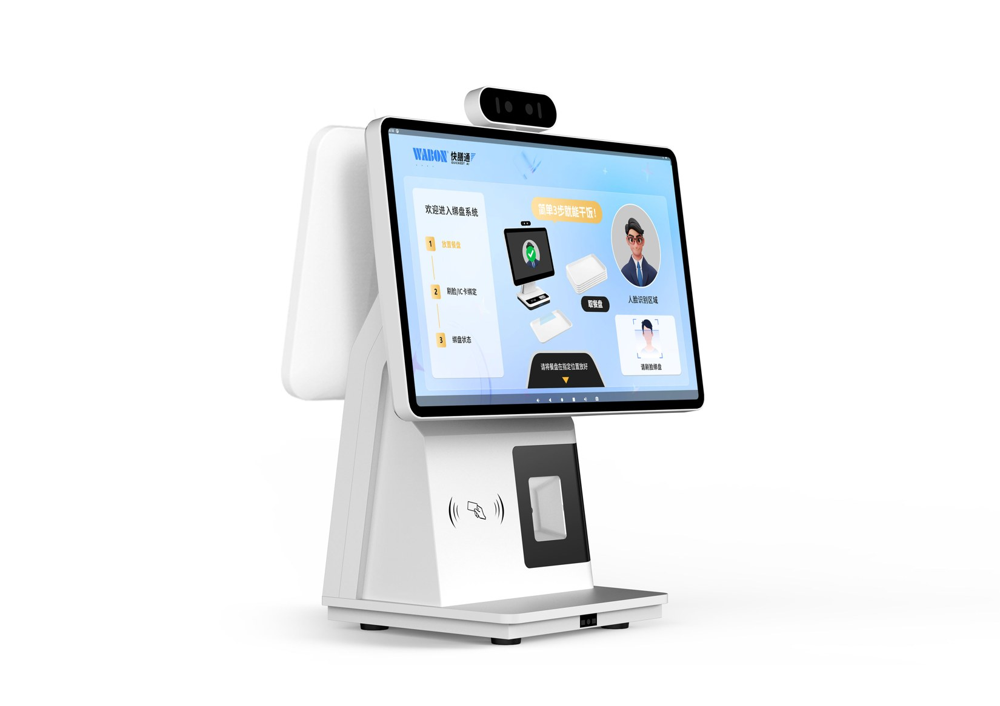 WABON® 快膳通
QUICKEST AI
欢迎进入绑盘系统
1 放置餐盘
2 刷脸/IC卡绑定
3 绑盘状态
简单3步就能干饭！
取餐盘
请将餐盘在指定位置放好
人脸识别区域
请刷脸绑盘